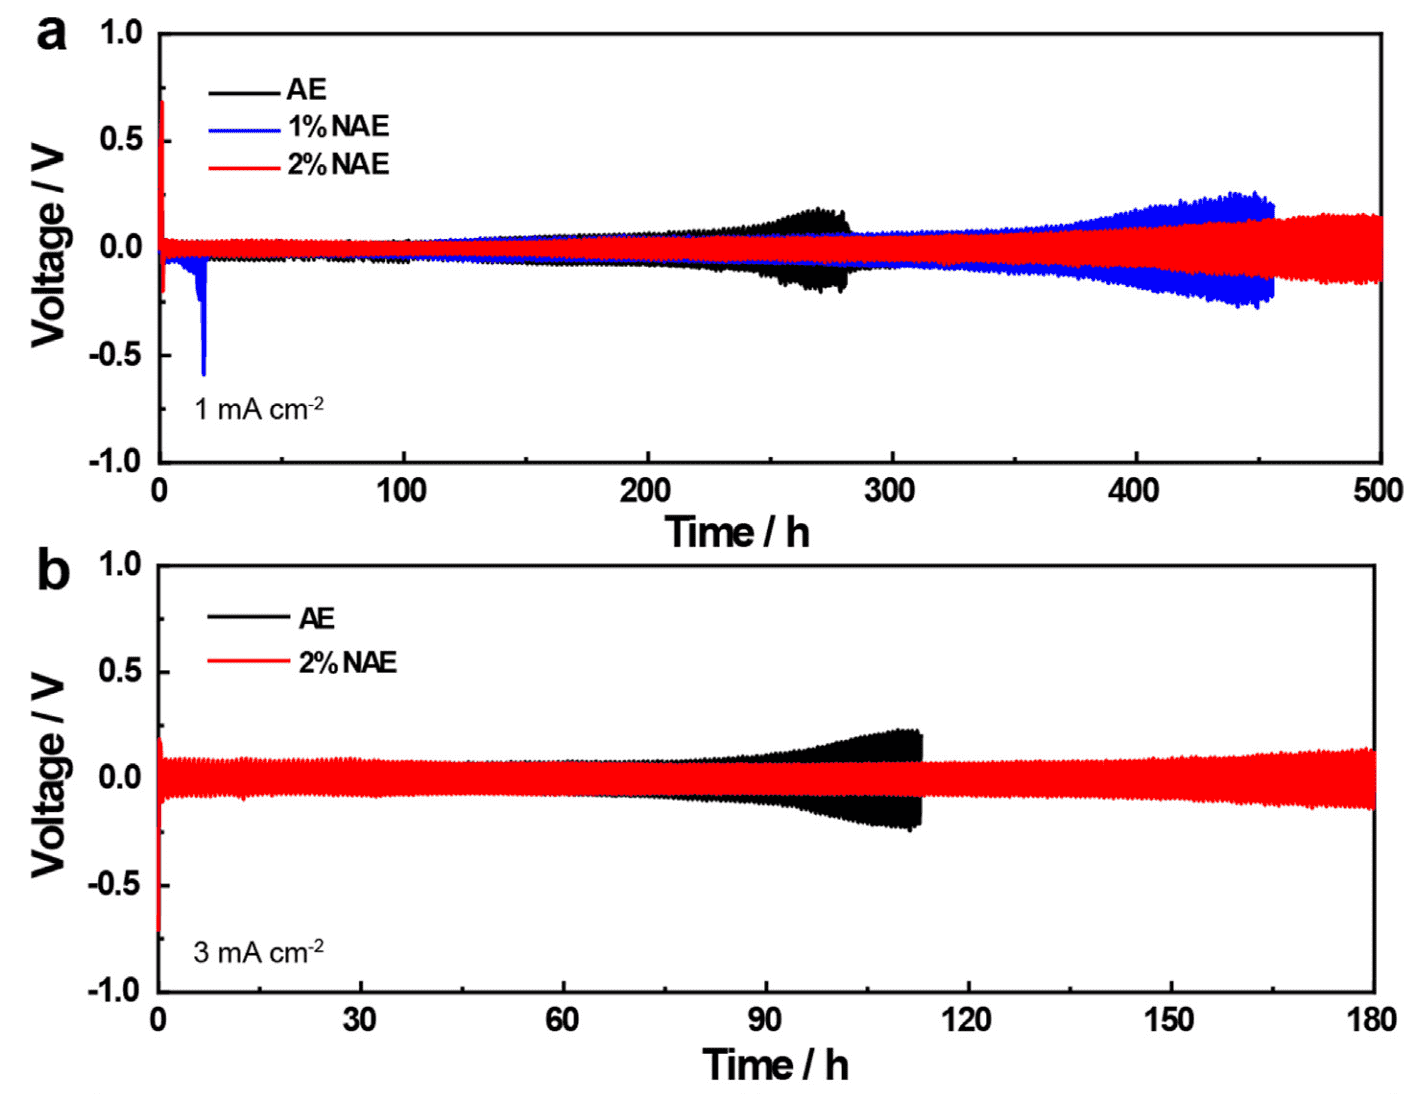 a
1.0
0.5
0.0
-0.5
-1.0
Voltage / V
AE
1% NAE
2% NAE
1 mA cm-2
0 100 200 300 400 500
Time / h
b
1.0
0.5
0.0
-0.5
-1.0
Voltage / V
AE
2% NAE
3 mA cm-2
0 30 60 90 120 150 180
Time / h